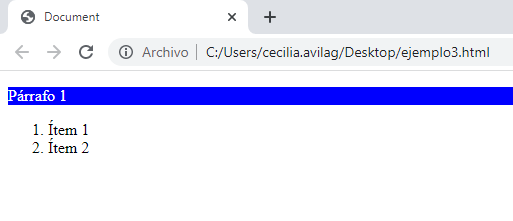 Document
Archivo | C:/Users/cecilia.avilag/Desktop/ejemplo3.html
Párrafo 1
1. Ítem 1
2. Ítem 2